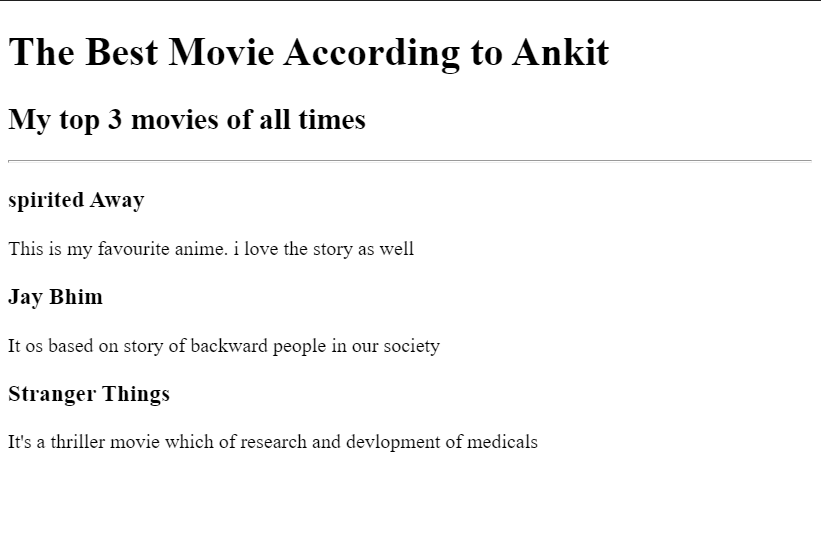 The Best Movie According to Ankit
My top 3 movies of all times
spirited Away
This is my favourite anime. i love the story as well
Jay Bhim
It os based on story of backward people in our society
Stranger Things
It's a thriller movie which of research and devlopment of medicals